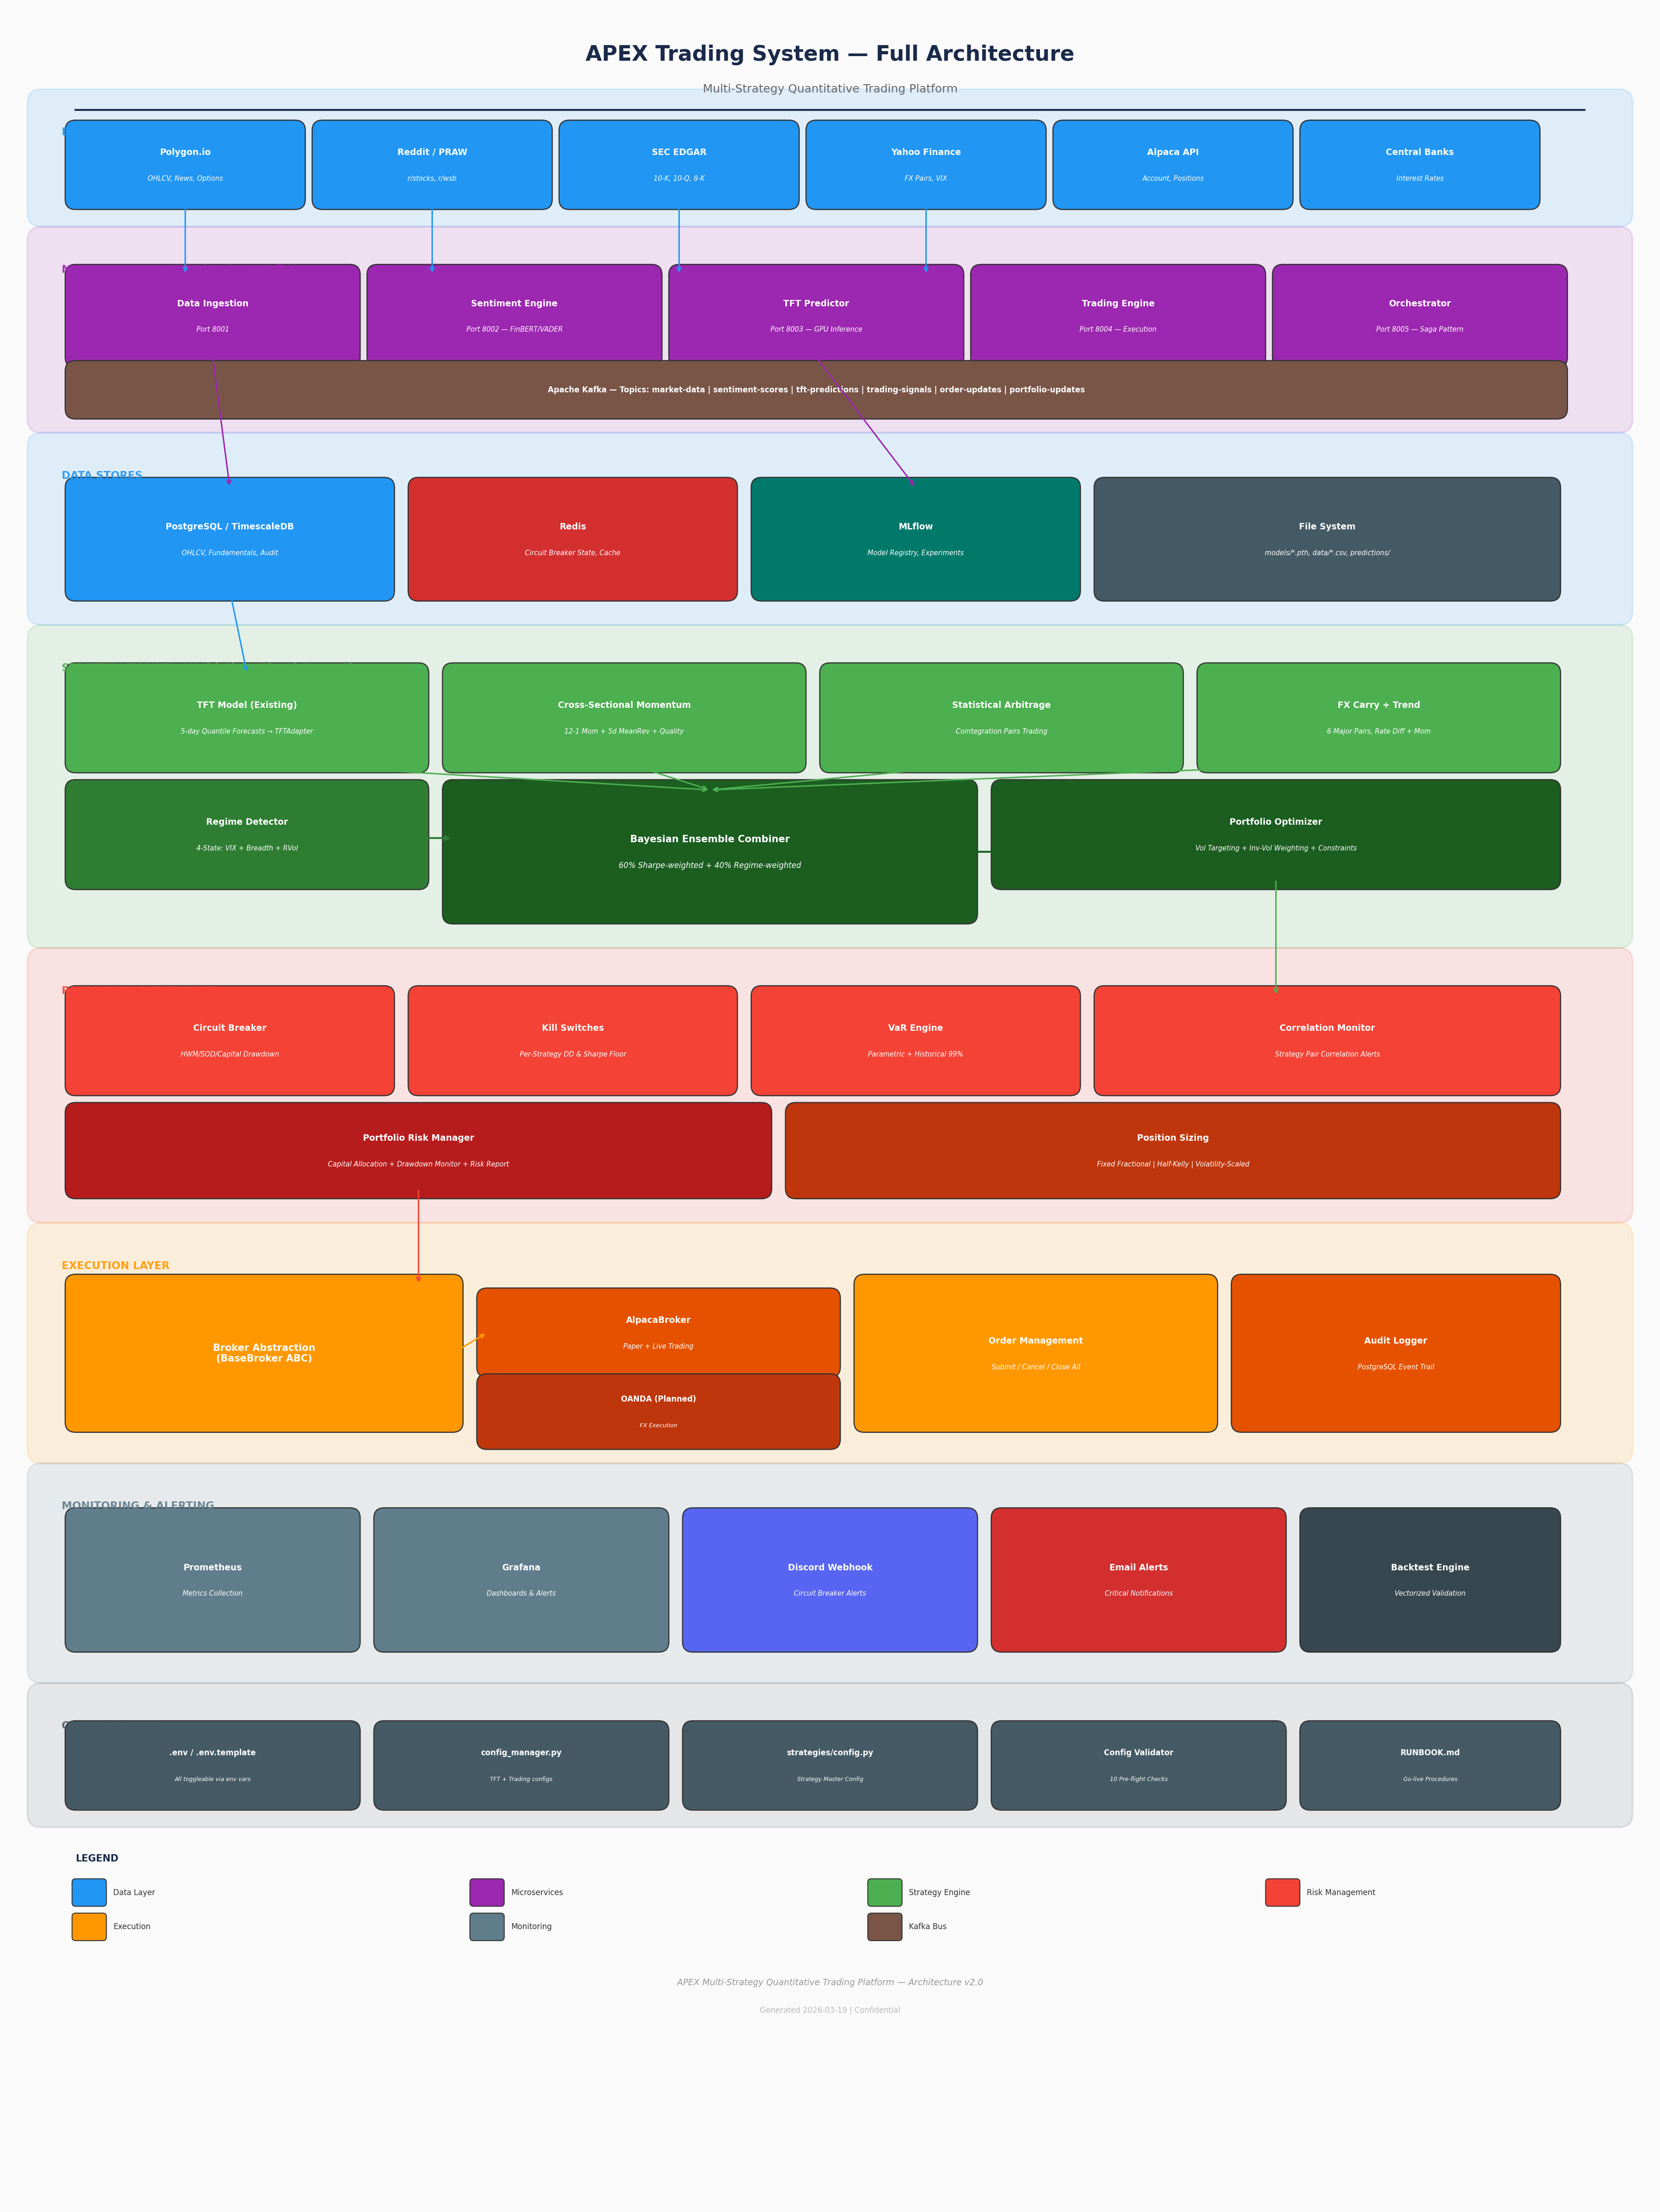 APEX Trading System — Full Architecture
Multi-Strategy Quantitative Trading Platform
Polygon.io
OHLCV, News, Options
Reddit / PRAW
r/stocks, r/wsb
SEC EDGAR
10-K, 10-Q, 8-K
Yahoo Finance
FX Pairs, VIX
Alpaca API
Account, Positions
Central Banks
Interest Rates
Data Ingestion
Port 8001
Sentiment Engine
Port 8002 — FinBERT/VADER
TFT Predictor
Port 8003 — GPU Inference
Trading Engine
Port 8004 — Execution
Orchestrator
Port 8005 — Saga Pattern
Apache Kafka — Topics: market-data | sentiment-scores | tft-predictions | trading-signals | order-updates | portfolio-updates
DATA STORES
PostgreSQL / TimescaleDB
OHLCV, Fundamentals, Audit
Redis
Circuit Breaker State, Cache
MLflow
Model Registry, Experiments
File System
models/*.pth, data/*.csv, predictions/
TFT Model (Existing)
5-day Quantile Forecasts → TFTAdapter
Cross-Sectional Momentum
12-1 Mom + 5d MeanRev + Quality
Statistical Arbitrage
Cointegration Pairs Trading
FX Carry + Trend
6 Major Pairs, Rate Diff + Mom
Regime Detector
4-State: VIX + Breadth + RVol
Bayesian Ensemble Combiner
60% Sharpe-weighted + 40% Regime-weighted
Portfolio Optimizer
Vol Targeting + Inv-Vol Weighting + Constraints
Circuit Breaker
HWM/SOD/Capital Drawdown
Kill Switches
Per-Strategy DD & Sharpe Floor
VaR Engine
Parametric + Historical 99%
Correlation Monitor
Strategy Pair Correlation Alerts
Portfolio Risk Manager
Capital Allocation + Drawdown Monitor + Risk Report
Position Sizing
Fixed Fractional | Half-Kelly | Volatility-Scaled
EXECUTION LAYER
Broker Abstraction
(BaseBroker ABC)
AlpacaBroker
Paper + Live Trading
OANDA (Planned)
FX Execution
Order Management
Submit / Cancel / Close All
Audit Logger
PostgreSQL Event Trail
MONITORING & ALERTING
Prometheus
Metrics Collection
Grafana
Dashboards & Alerts
Discord Webhook
Circuit Breaker Alerts
Email Alerts
Critical Notifications
Backtest Engine
Vectorized Validation
.env / .env.template
All toggleable via env vars
config_manager.py
TFT + Trading configs
strategies/config.py
Strategy Master Config
Config Validator
10 Pre-flight Checks
RUNBOOK.md
Go-live Procedures
LEGEND
Data Layer
Microservices
Strategy Engine
Risk Management
Execution
Monitoring
Kafka Bus
APEX Multi-Strategy Quantitative Trading Platform — Architecture v2.0
Generated 2026-03-19 | Confidential